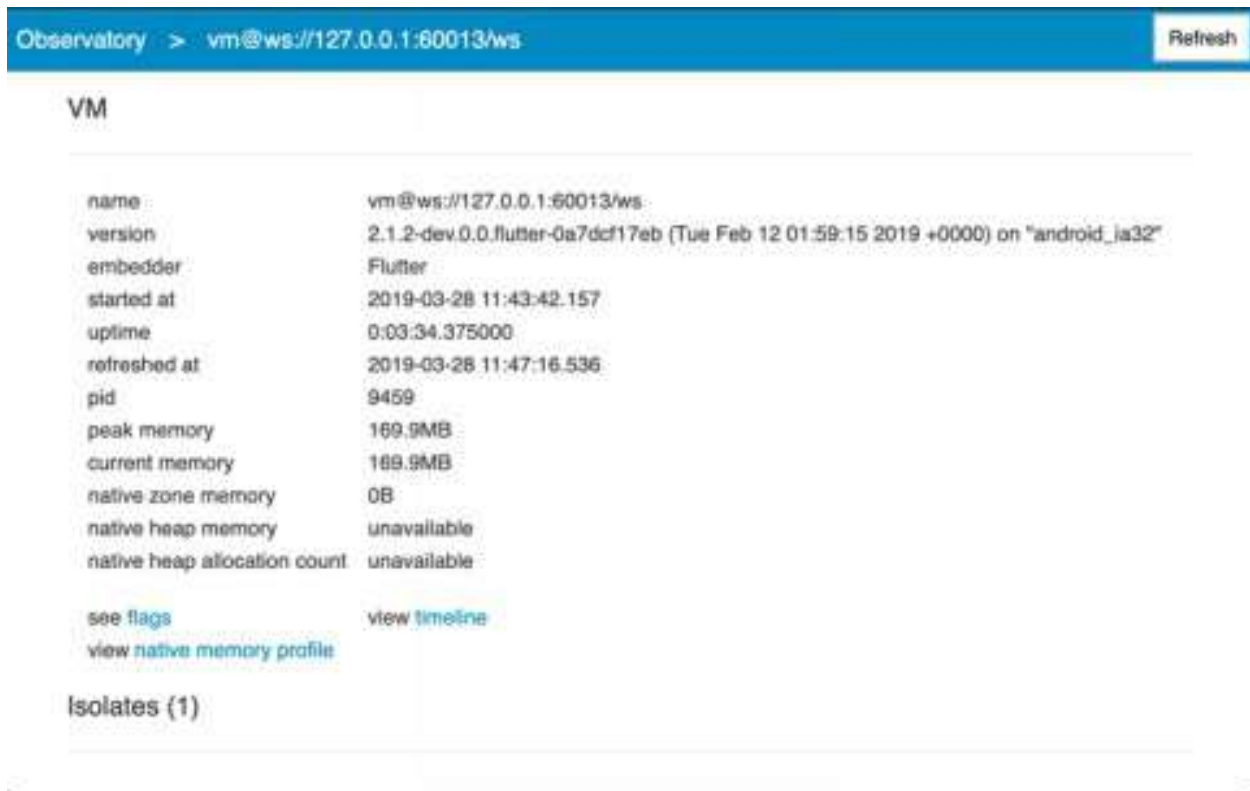 Observatory > vm@ws://127.0.0.1:60013/ws Refresh
VM
name vm@ws://127.0.0.1:60013/ws
version 2.1.2-dev.0.0.flutter-0a7dcf17eb (Tue Feb 12 01:59:15 2019 +0000) on "android_ia32"
embedder Flutter
started at 2019-03-28 11:43:42.157
uptime 0:03:34.375000
refreshed at 2019-03-28 11:47:16.536
pid 9459
peak memory 169.9MB
current memory 169.9MB
native zone memory 0B
native heap memory unavailable
native heap allocation count unavailable
see flags view timeline
view native memory profile
Isolates (1)